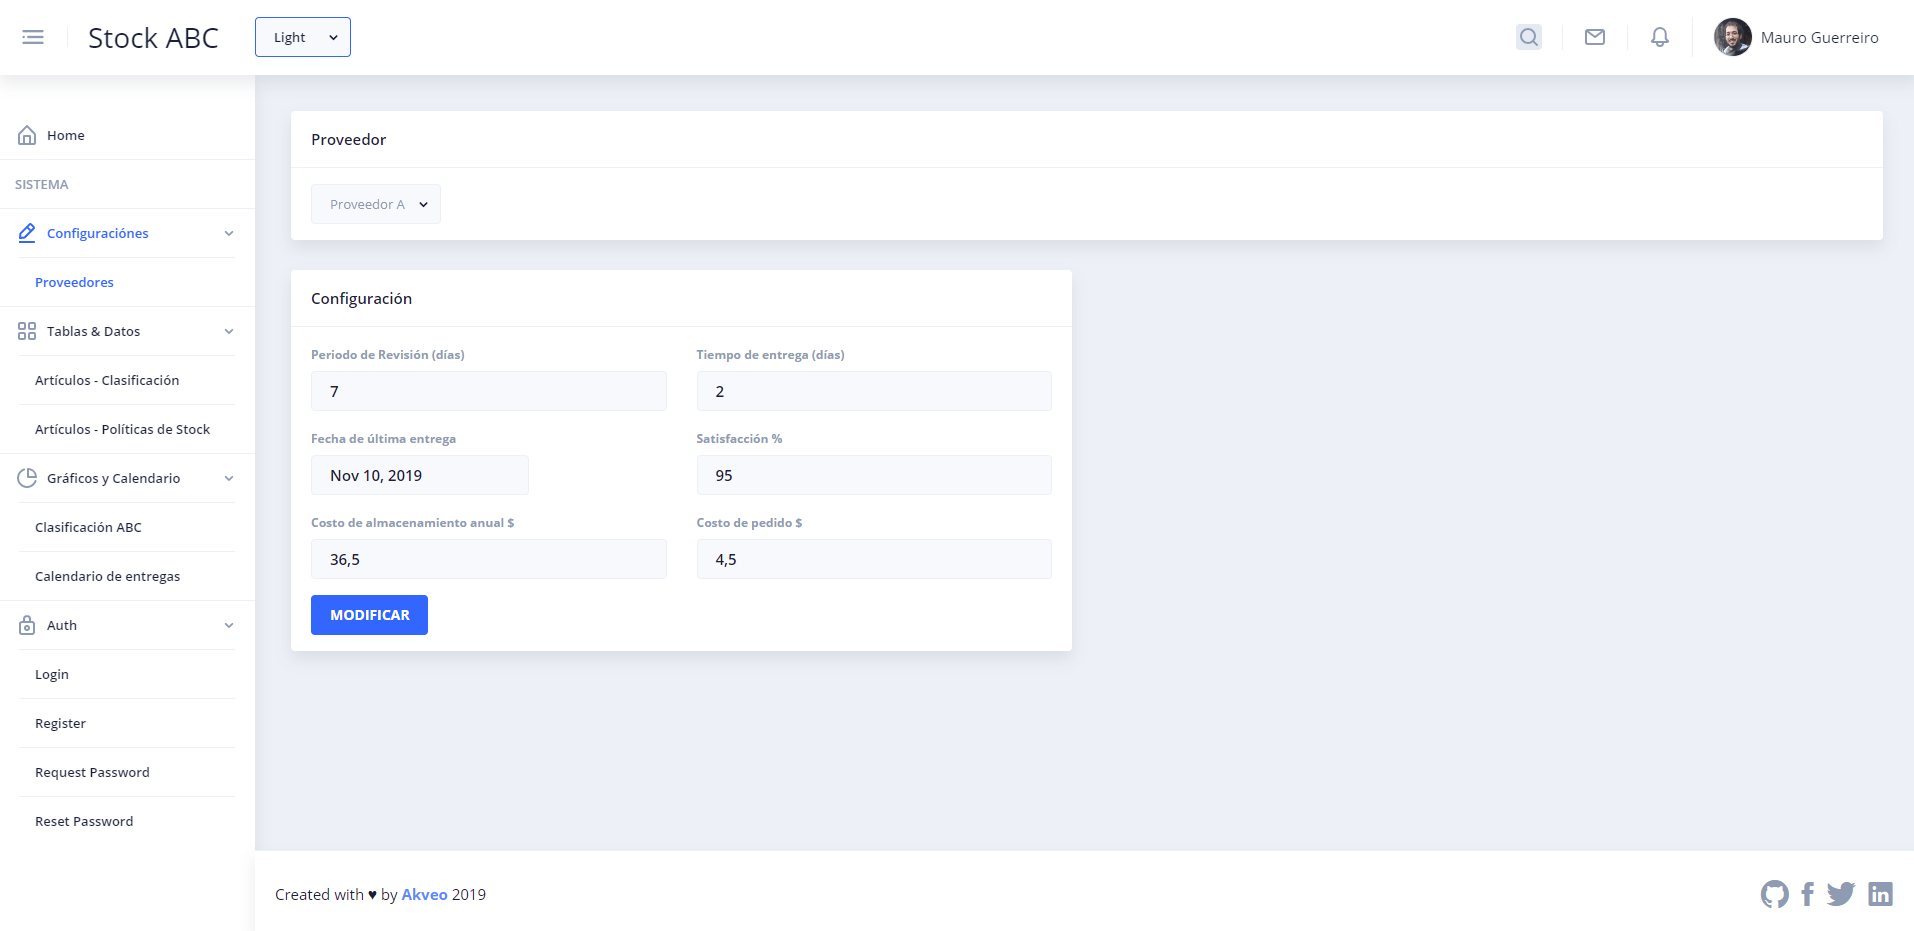 Stock ABC
Light
Mauro Guerreiro
Home
SISTEMA
Configuraciónes
Proveedores
Tablas & Datos
Artículos - Clasificación
Artículos - Políticas de Stock
Gráficos y Calendario
Clasificación ABC
Calendario de entregas
Auth
Login
Register
Request Password
Reset Password
Proveedor
Proveedor A
Configuración
Periodo de Revisión (días)
Tiempo de entrega (días)
7
2
Fecha de última entrega
Satisfacción %
Nov 10, 2019
95
Costo de almacenamiento anual $
Costo de pedido $
36,5
4,5
MODIFICAR
Created with ♥ by Akveo 2019